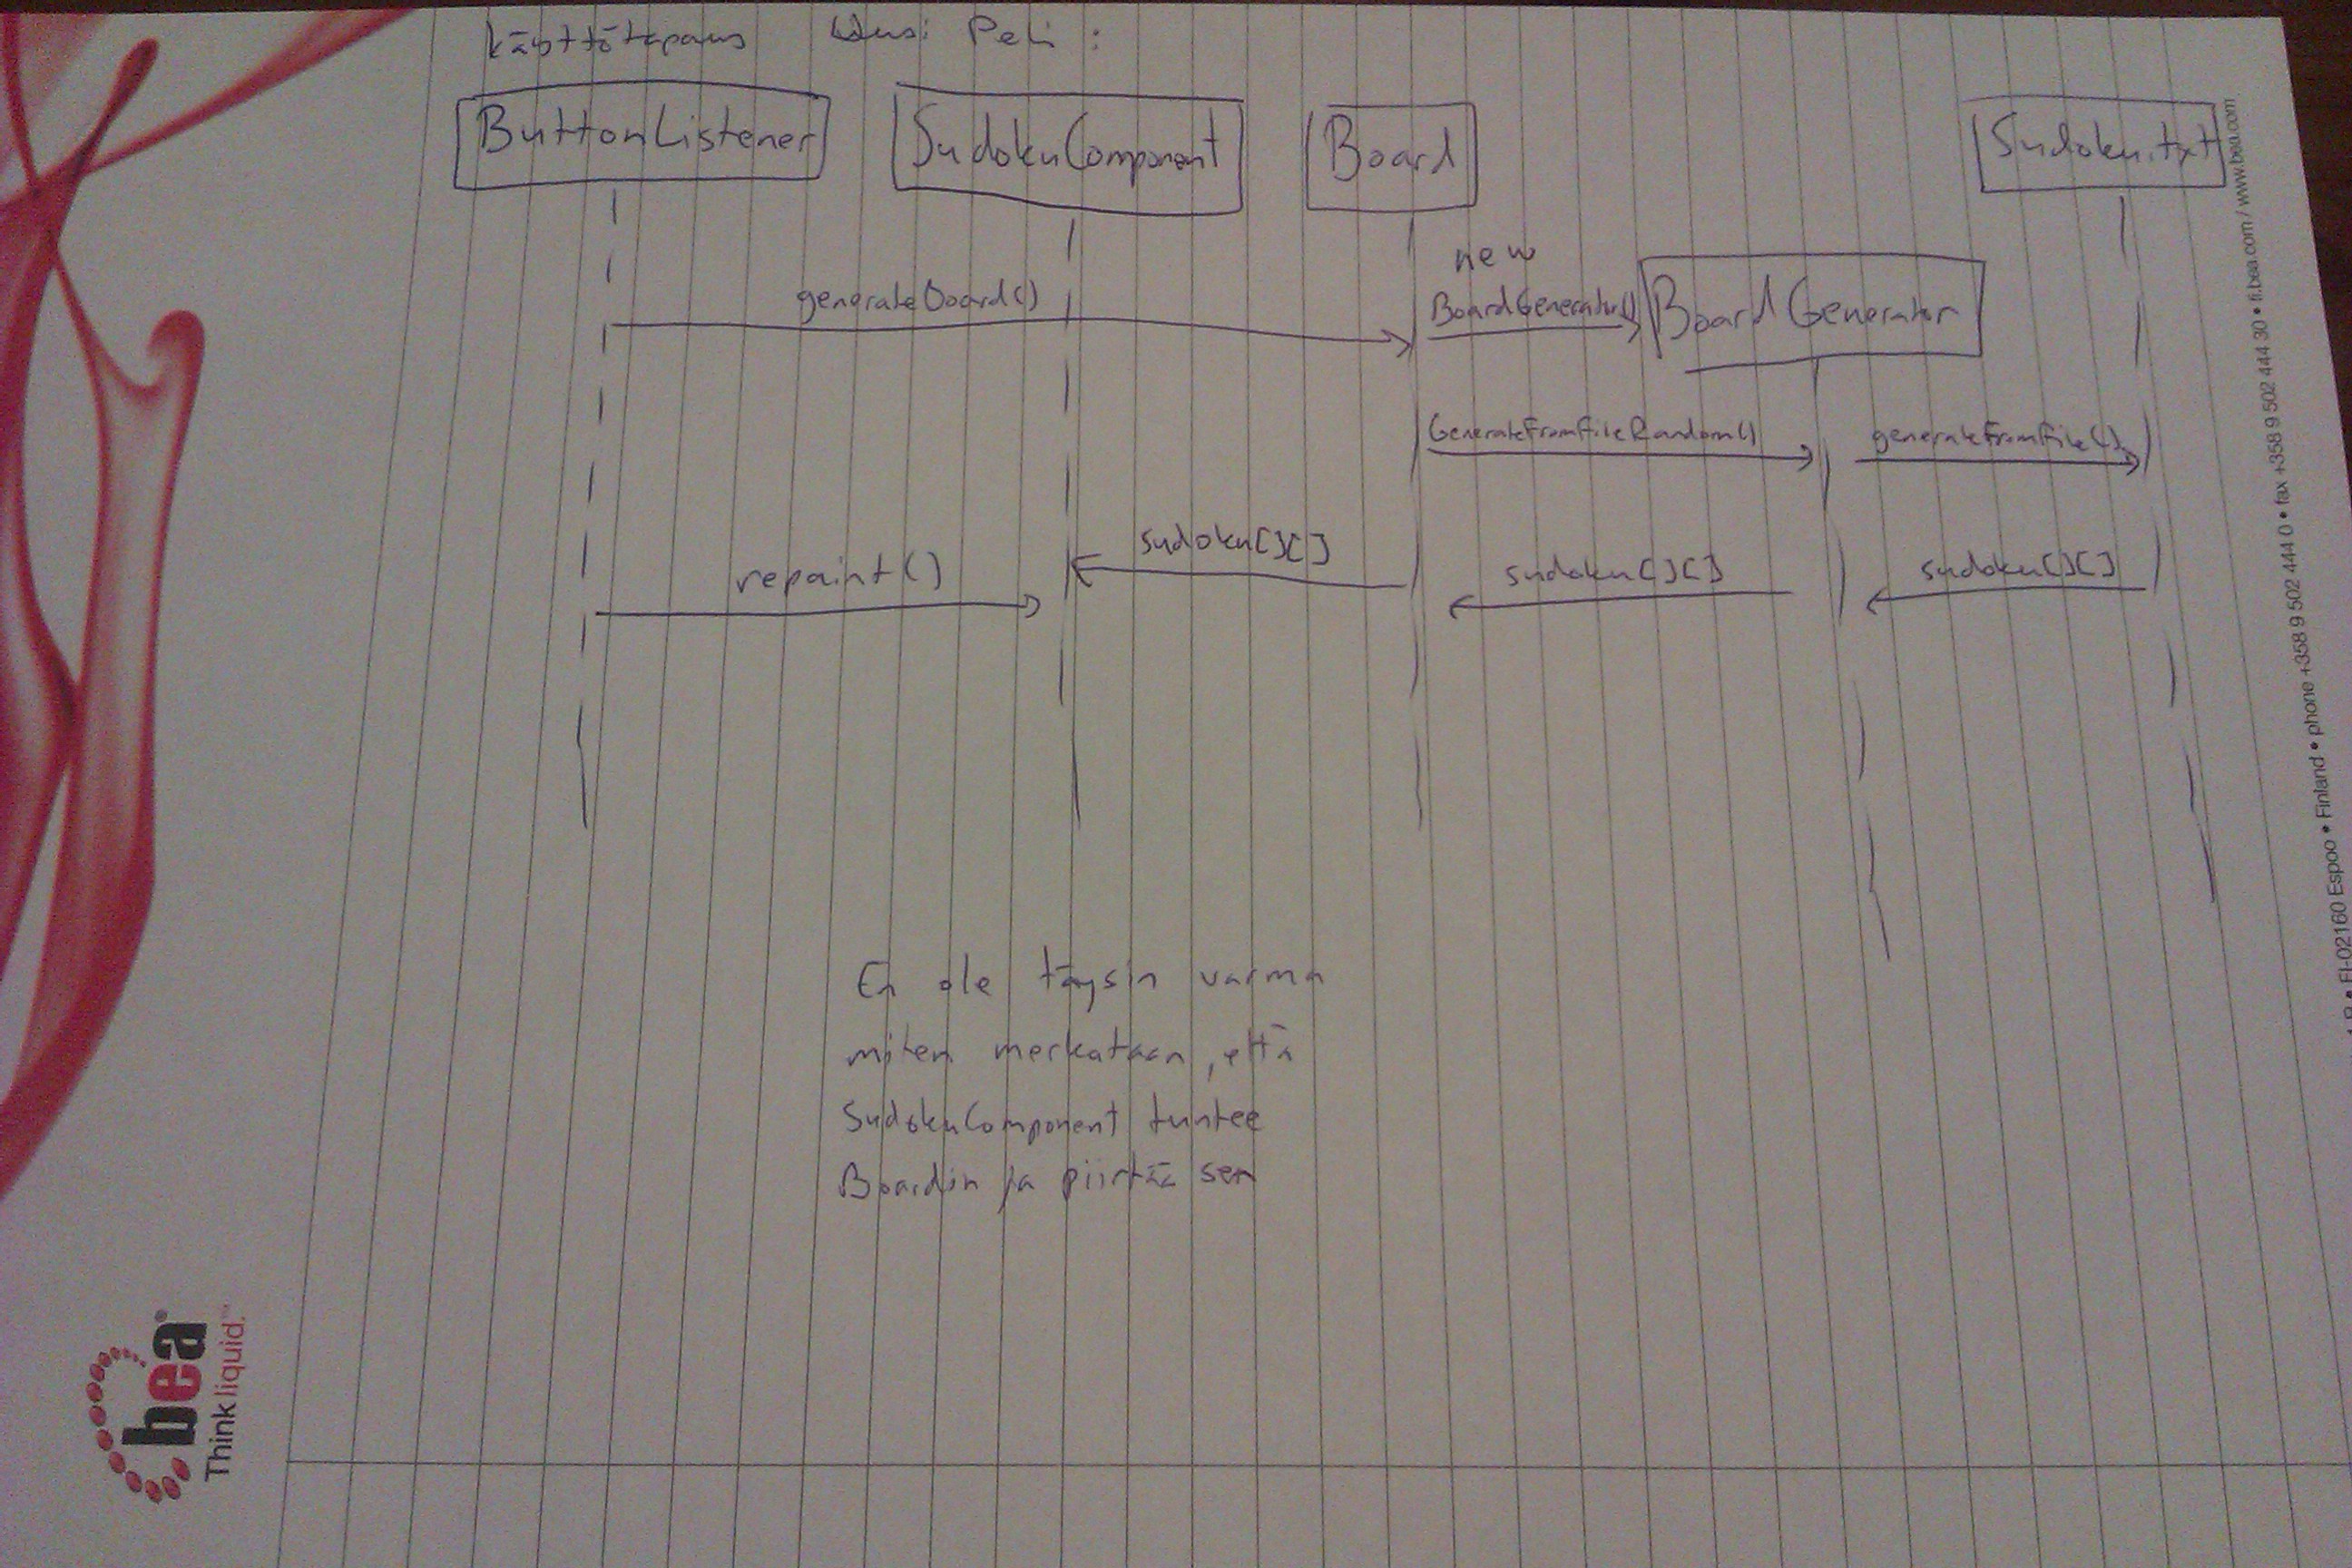 Käyttötapaus Uusi Peli :
ButtonListener
SudokuComponent
Board
Sudoku.txt
new
BoardGenerator()
BoardGenerator
generateBoard()
GenerateFromFileRandom()
generateFromFile()
sudoku[][]
repaint()
sudoku[][]
sudoku[][]
En ole täysin varma
miten merkataan, että
SudokuComponent tuntee
Boardin ja piirtää sen
bea
Think liquid.™
FI-02160 Espoo • Finland • phone +358 9 502 444 0 • fax +358 9 502 444 30 • fi.bea.com / www.bea.com